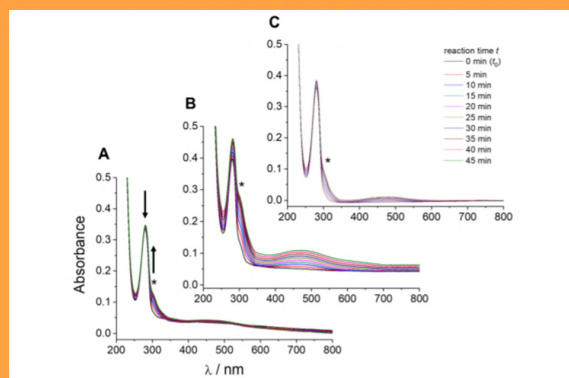 C
reaction time t
0 min (t₀)
5 min
10 min
15 min
20 min
25 min
30 min
35 min
40 min
45 min
0.5
0.4
0.3
0.2
0.1
0.0
*
200 300 400 500 600 700 800
B
0.5
0.4
0.3
0.2
0.1
0.0
*
200 300 400 500 600 700 800
A
0.5
0.4
0.3
0.2
0.1
0.0
*
200 300 400 500 600 700 800
Absorbance
λ / nm